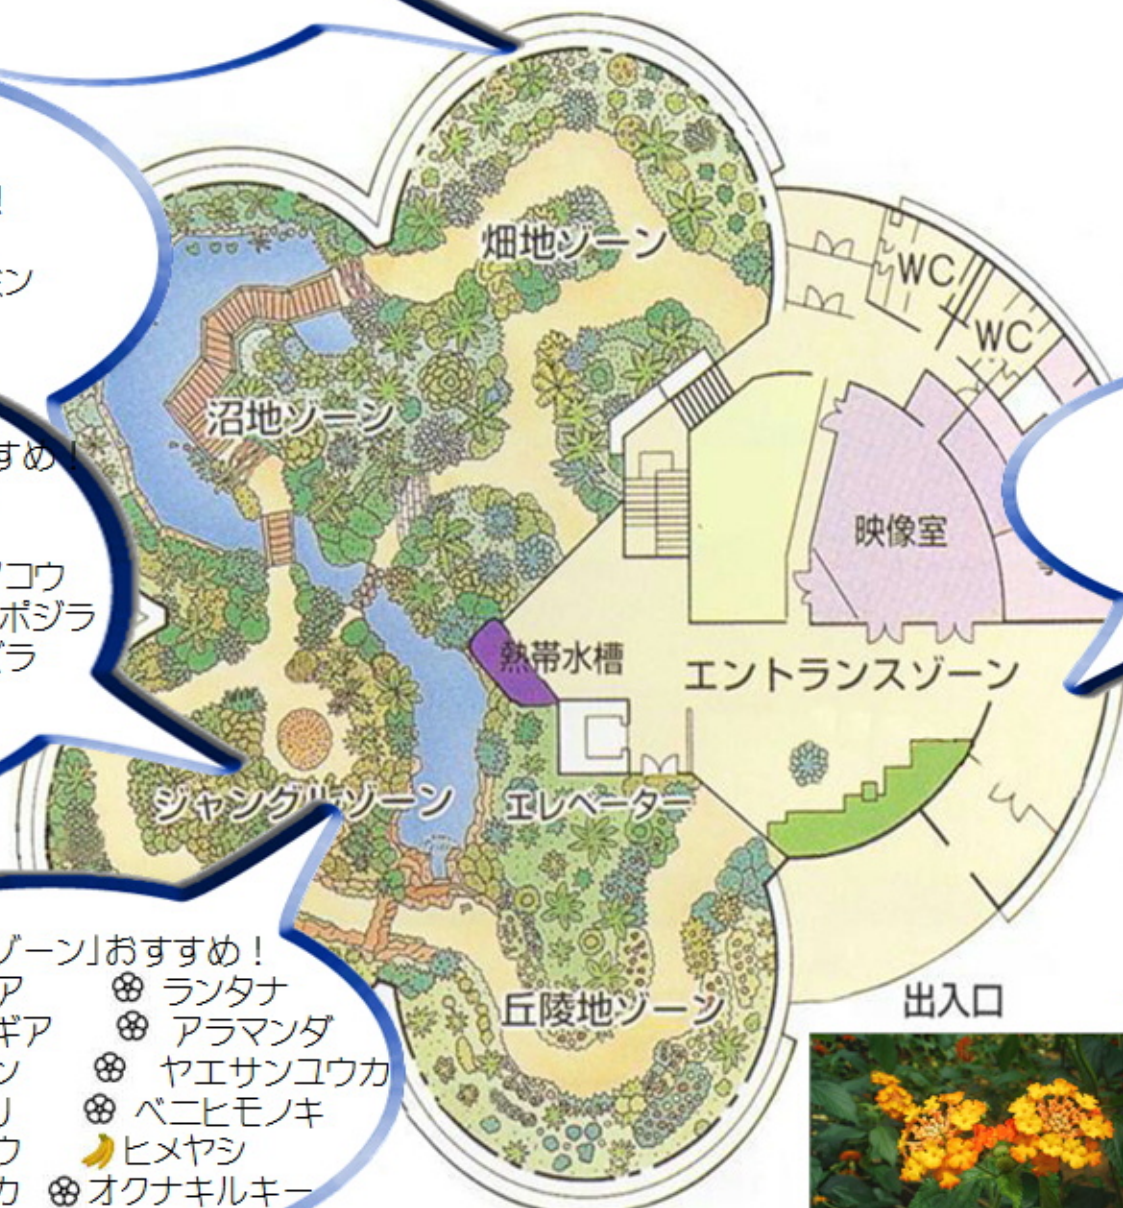 畑地ゾーン
WC
WC
沼地ゾーン
すめ!
コウ
ポジラ
ラ
映像室
熱帯水槽
エントランスゾーン
ジャングルゾーン
エレベーター
丘陵地ゾーン
出入口
ゾーン」おすすめ!
ア ランタナ
ギア アラマンダ
ン ヤエサンユウカ
リ ベニヒモノキ
ウ ヒメヤシ
カ オクナキルキー